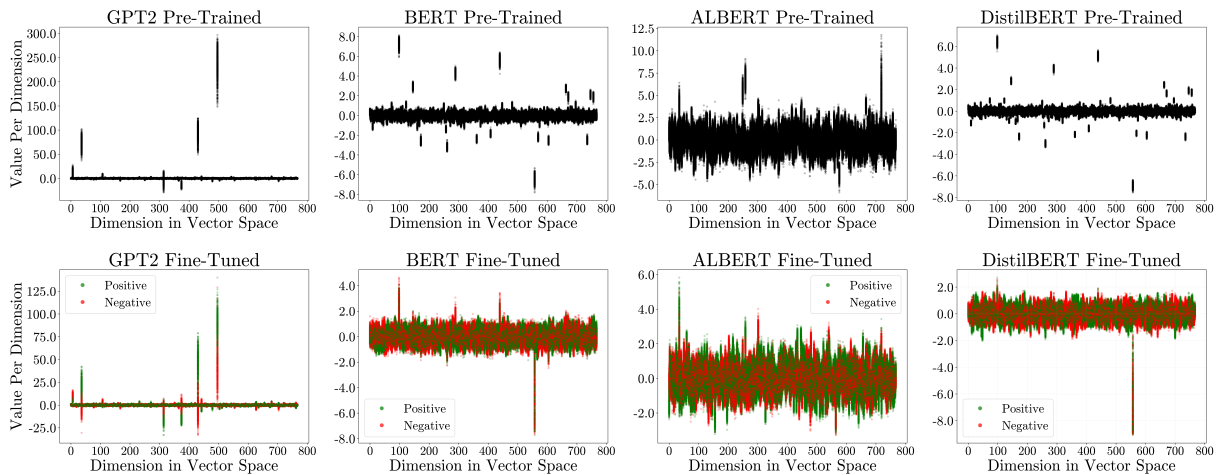 GPT2 Pre-Trained
Value Per Dimension
300.0
250.0
200.0
150.0
100.0
50.0
0.0
0 100 200 300 400 500 600 700 800
Dimension in Vector Space
BERT Pre-Trained
8.0
6.0
4.0
2.0
0.0
-2.0
-4.0
-6.0
-8.0
0 100 200 300 400 500 600 700 800
Dimension in Vector Space
ALBERT Pre-Trained
12.5
10.0
7.5
5.0
2.5
0.0
-2.5
-5.0
0 100 200 300 400 500 600 700 800
Dimension in Vector Space
DistilBERT Pre-Trained
6.0
4.0
2.0
0.0
-2.0
-4.0
-6.0
-8.0
0 100 200 300 400 500 600 700 800
Dimension in Vector Space
GPT2 Fine-Tuned
Value Per Dimension
125.0
100.0
75.0
50.0
25.0
0.0
-25.0
Positive
Negative
0 100 200 300 400 500 600 700 800
Dimension in Vector Space
BERT Fine-Tuned
4.0
2.0
0.0
-2.0
-4.0
-6.0
-8.0
Positive
Negative
0 100 200 300 400 500 600 700 800
Dimension in Vector Space
ALBERT Fine-Tuned
6.0
4.0
2.0
0.0
-2.0
Positive
Negative
0 100 200 300 400 500 600 700 800
Dimension in Vector Space
DistilBERT Fine-Tuned
2.0
0.0
-2.0
-4.0
-6.0
-8.0
Positive
Negative
0 100 200 300 400 500 600 700 800
Dimension in Vector Space